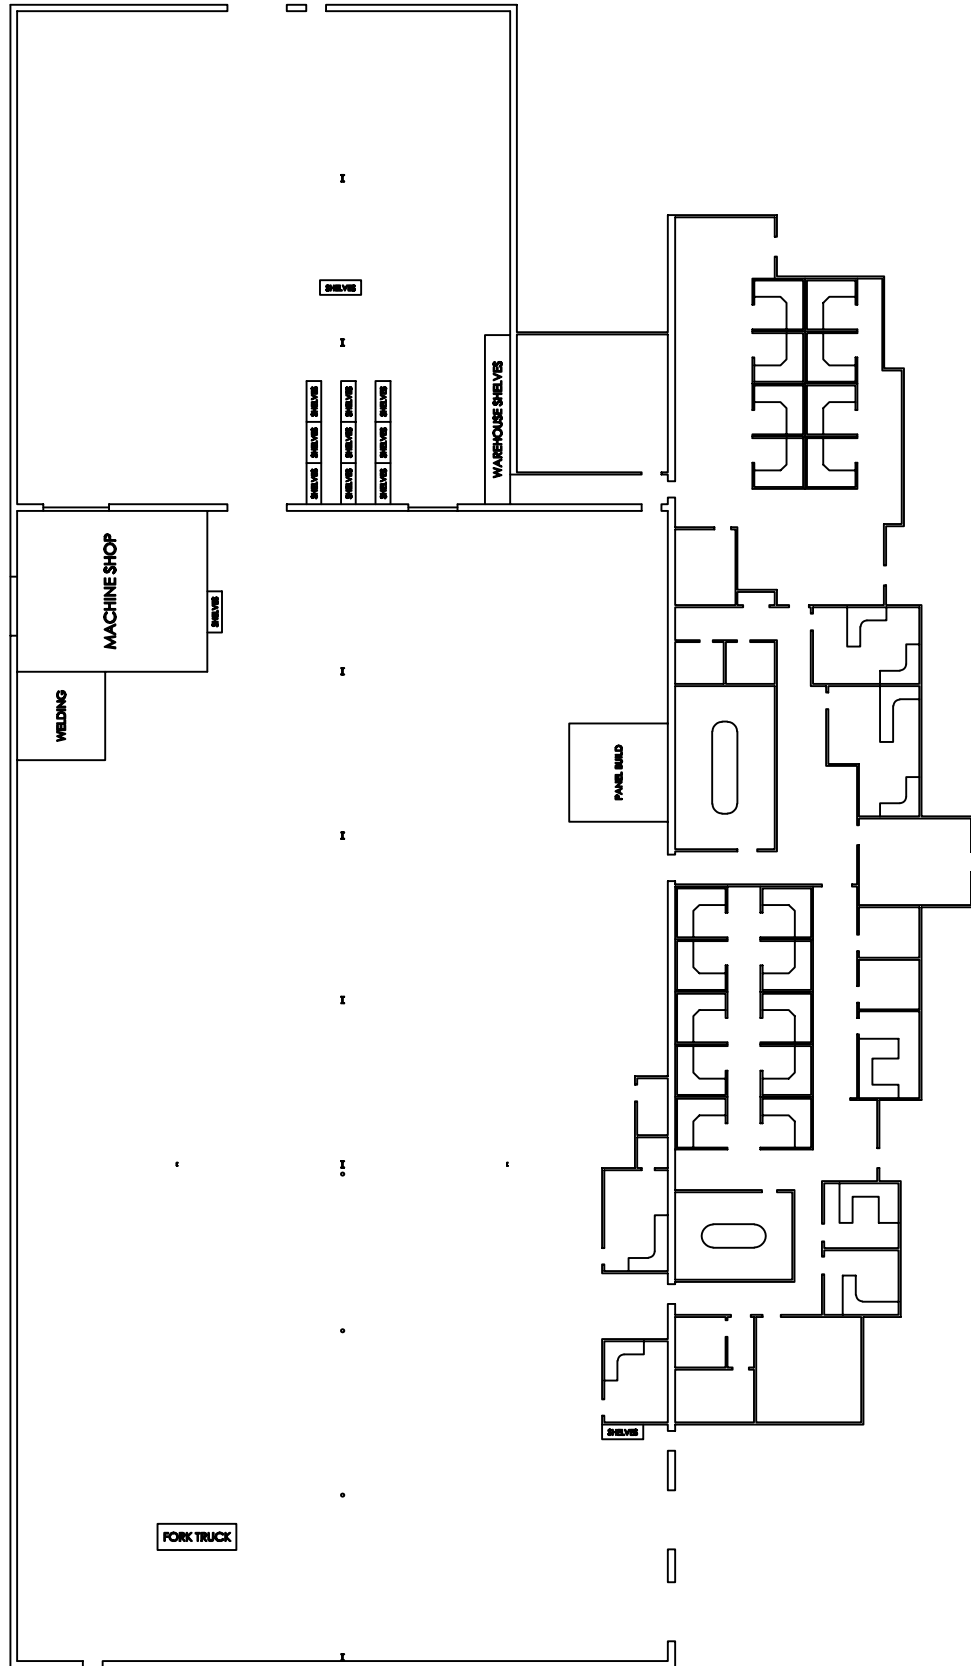 SHELVES
WAREHOUSE SHELVES
SHELVES
SHELVES
SHELVES
SHELVES
SHELVES
SHELVES
SHELVES
SHELVES
SHELVES
MACHINE SHOP
SHELVES
WELDING
PANEL BUILD
SHELVES
FORK TRUCK